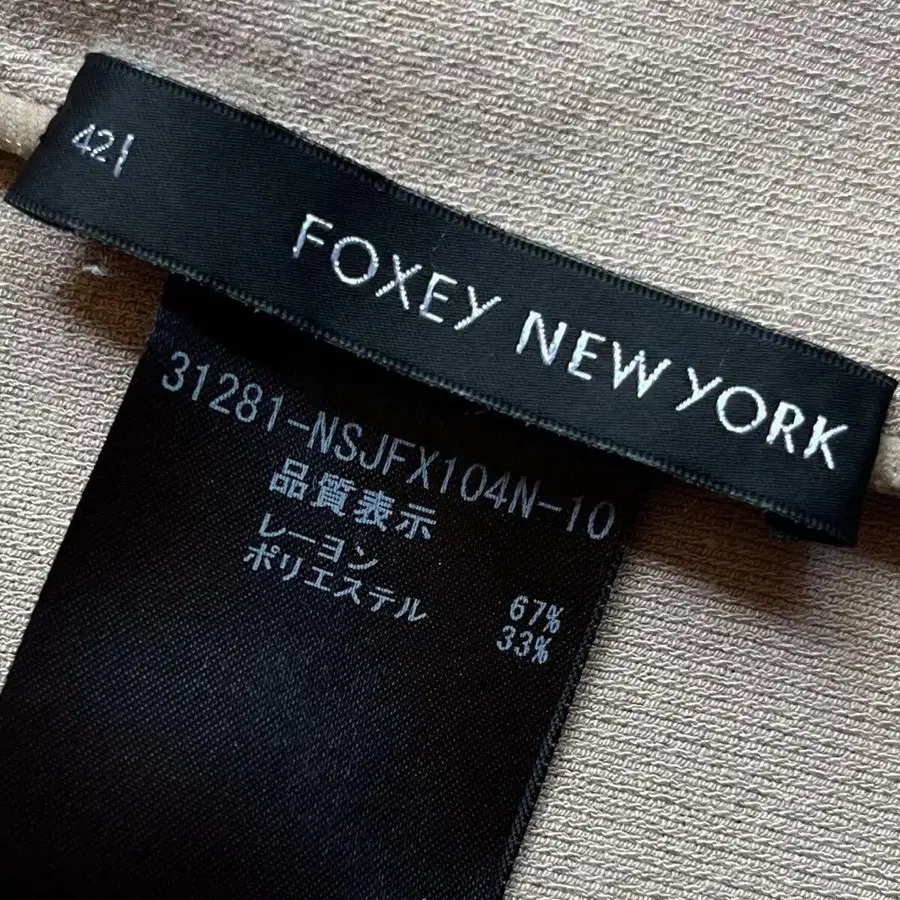 42
FOXEY NEW YORK
31281-NSJFX104N-10
品質表示
レーヨン 67%
ポリエステル 33%